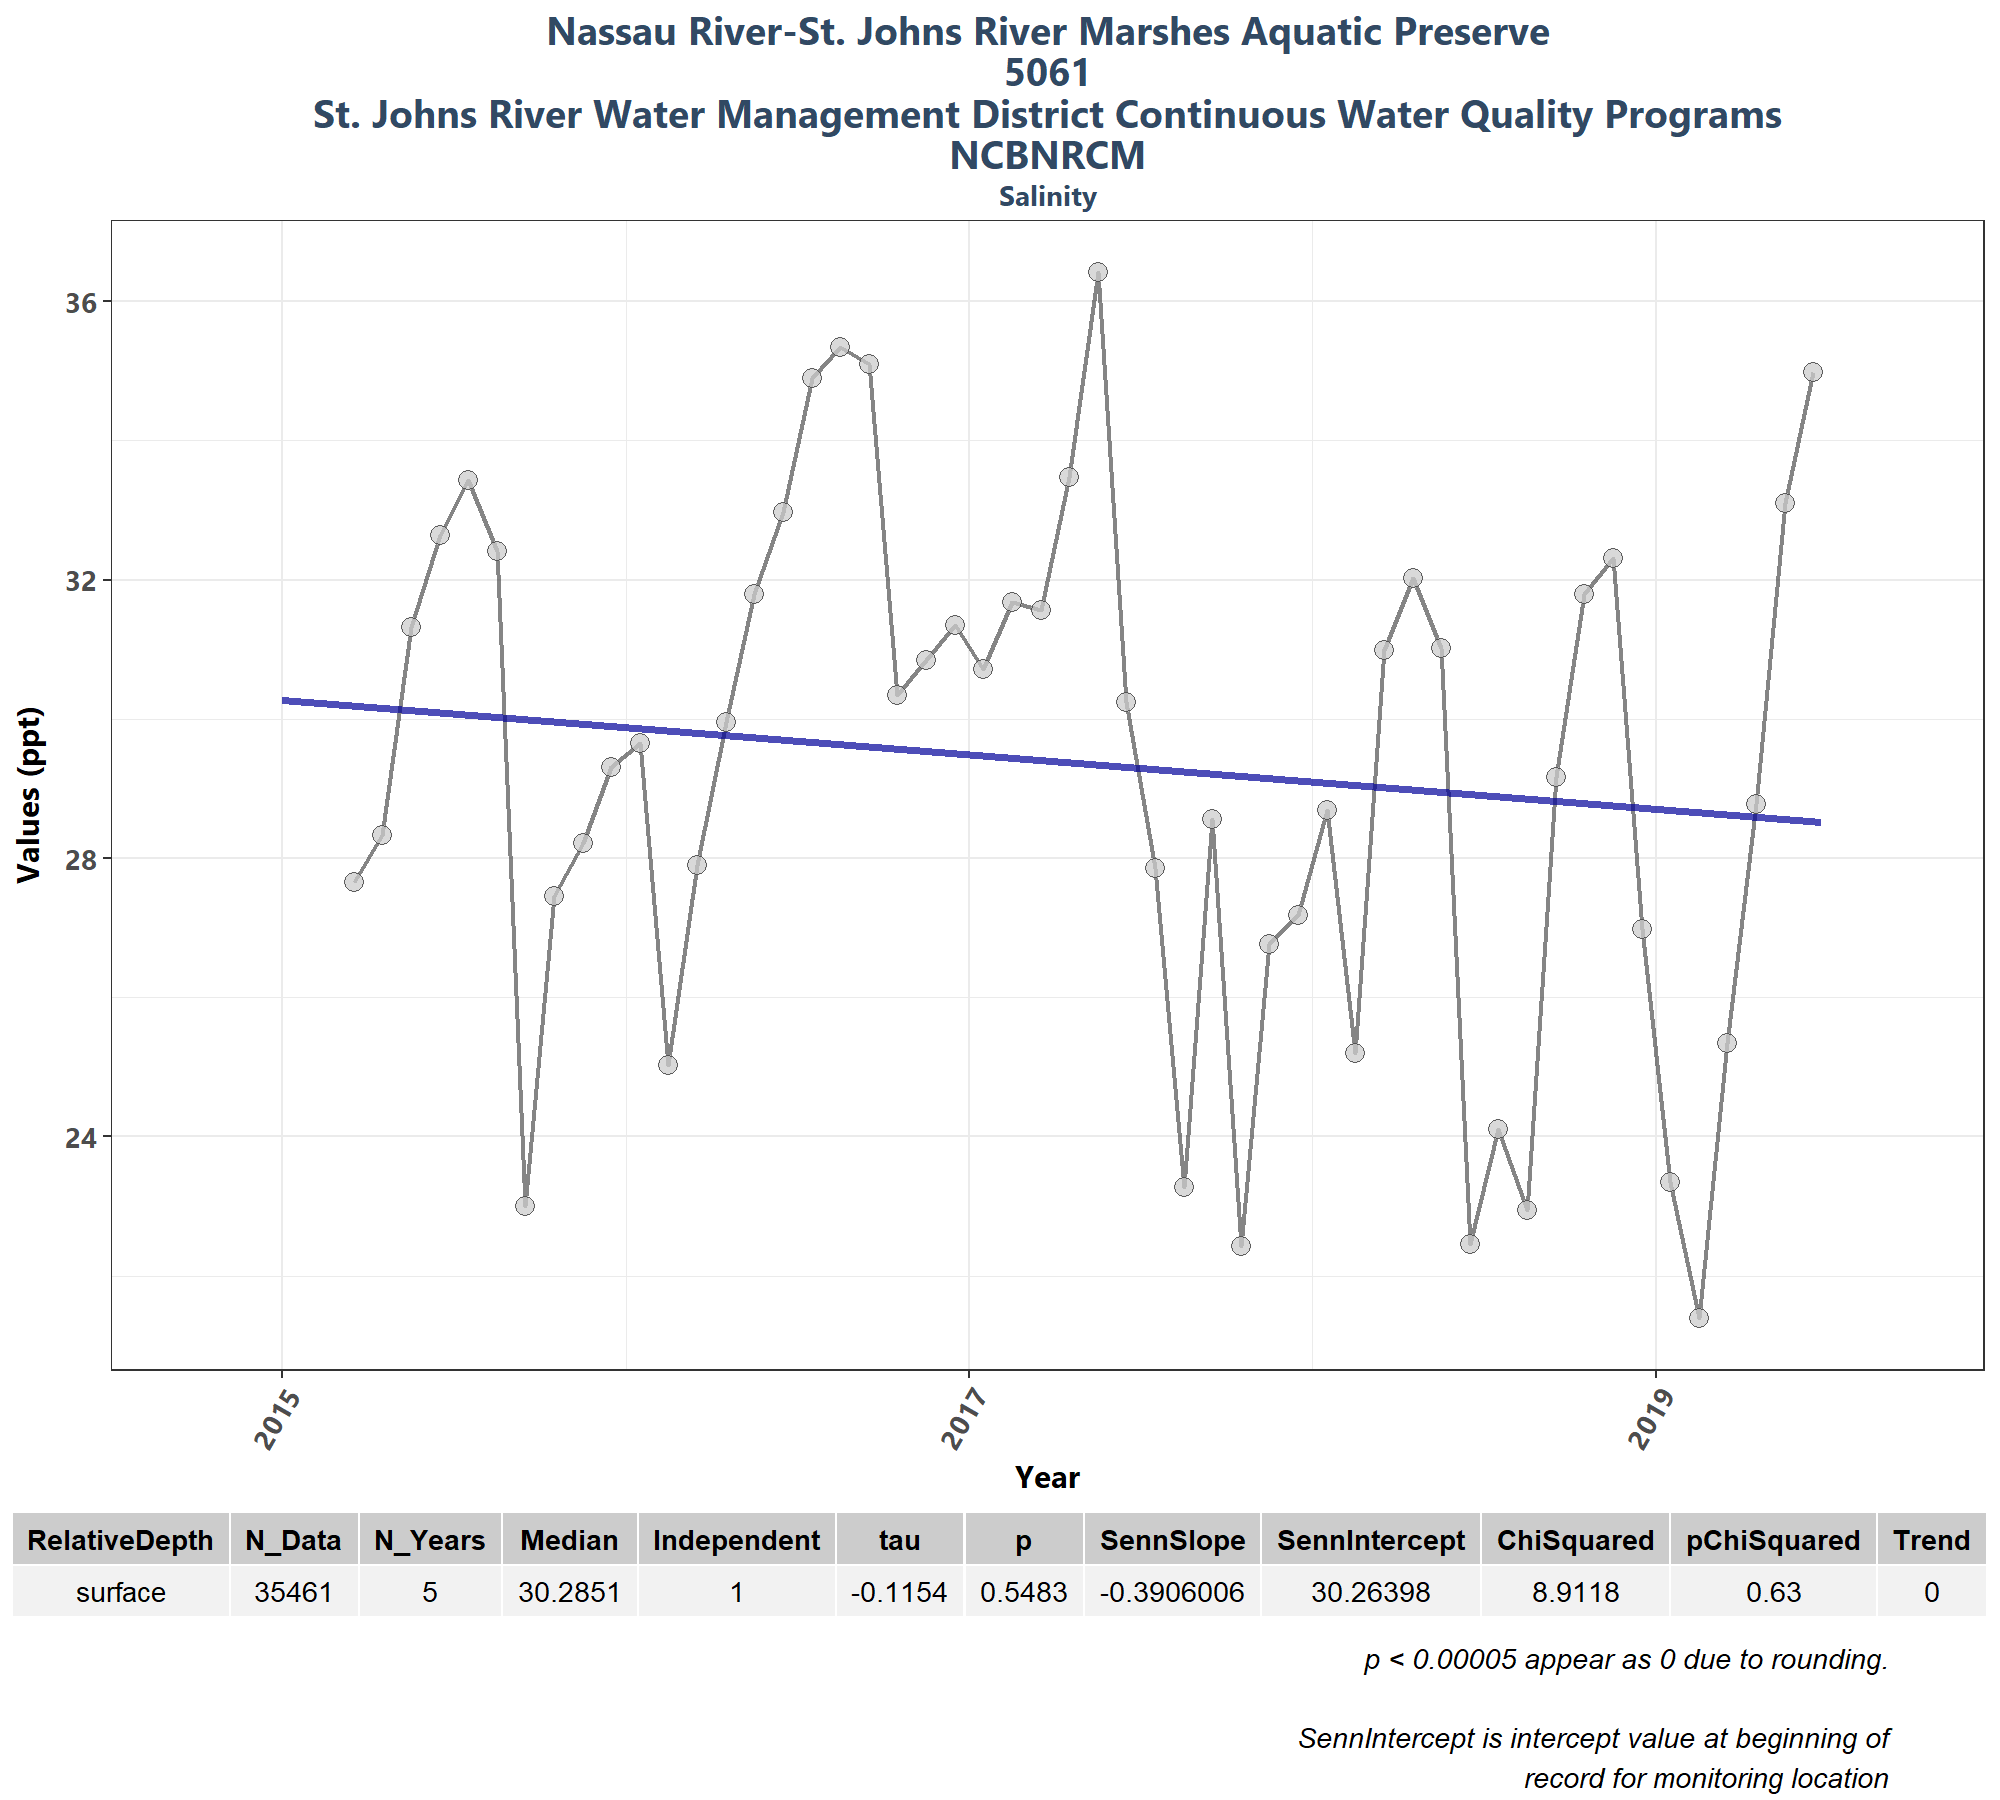 Nassau River-St. Johns River Marshes Aquatic Preserve
5061
St. Johns River Water Management District Continuous Water Quality Programs
NCBNRCM
Salinity
36
32
28
24
Values (ppt)
2015
2017
2019
Year
RelativeDepth N_Data N_Years Median Independent tau p SennSlope SennIntercept ChiSquared pChiSquared Trend
surface 35461 5 30.2851 1 -0.1154 0.5483 -0.3906006 30.26398 8.9118 0.63 0
p < 0.00005 appear as 0 due to rounding.
SennIntercept is intercept value at beginning of
record for monitoring location